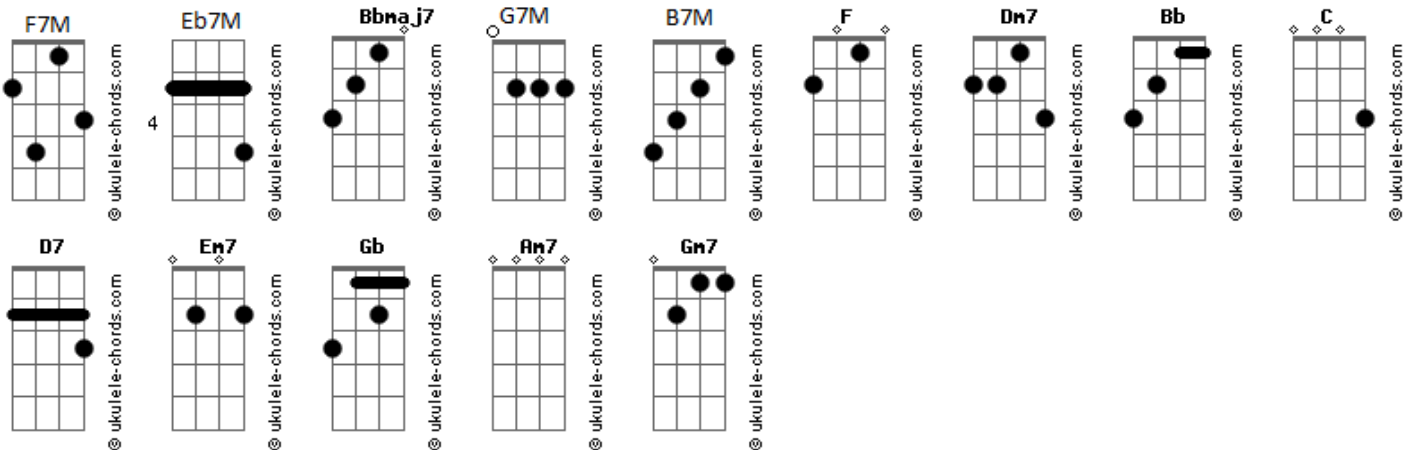 F7M Eb7M Bbmaj7 G7M B7M F Dm7 Bb C
4
© ukulele-chords.com © ukulele-chords.com © ukulele-chords.com © ukulele-chords.com © ukulele-chords.com © ukulele-chords.com © ukulele-chords.com © ukulele-chords.com © ukulele-chords.com
D7 Em7 Gb Am7 Gm7
© ukulele-chords.com © ukulele-chords.com © ukulele-chords.com © ukulele-chords.com © ukulele-chords.com